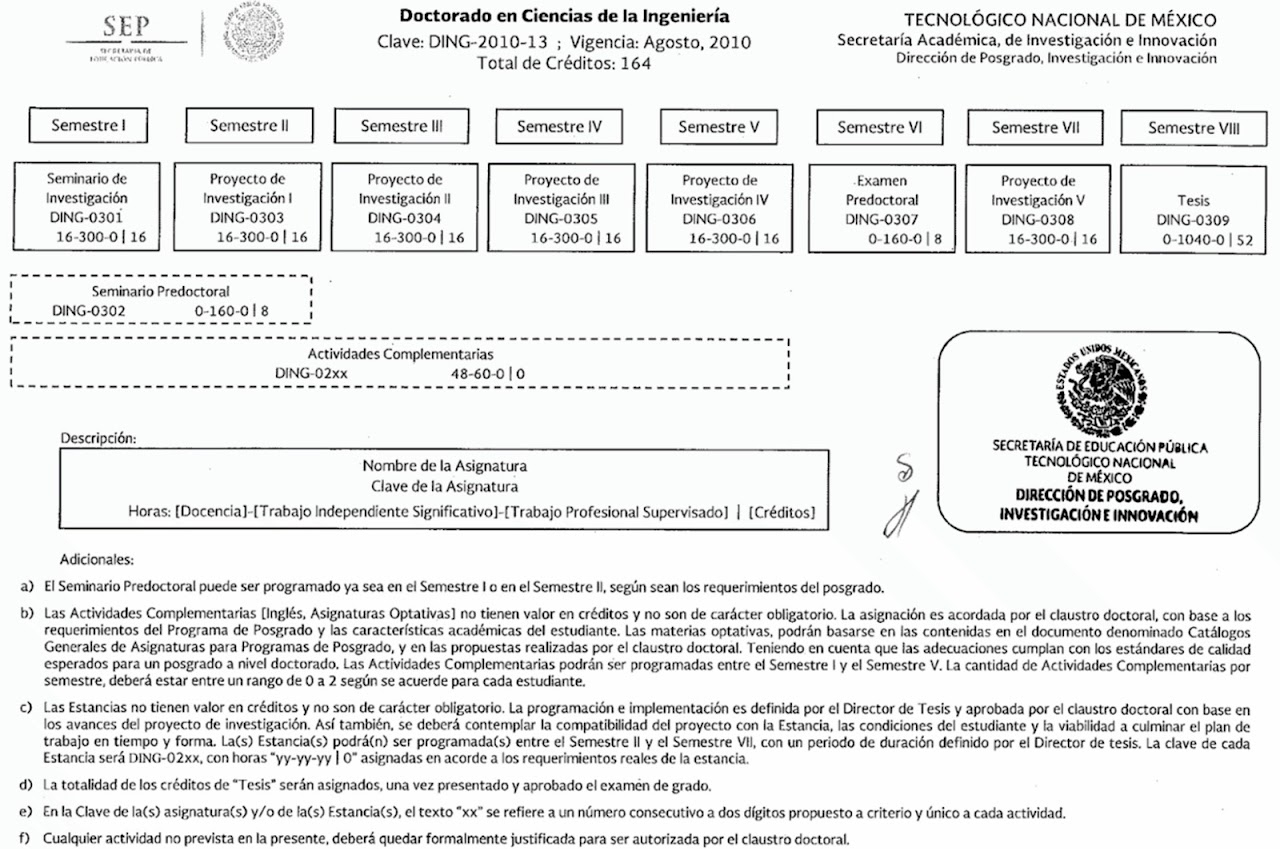 SEP
SECRETARÍA DE
EDUCACIÓN PÚBLICA
Doctorado en Ciencias de la Ingeniería
Clave: DING-2010-13 ; Vigencia: Agosto, 2010
Total de Créditos: 164
TECNOLÓGICO NACIONAL DE MÉXICO
Secretaría Académica, de Investigación e Innovación
Dirección de Posgrado, Investigación e Innovación
Semestre I
Semestre II
Semestre III
Semestre IV
Semestre V
Semestre VI
Semestre VII
Semestre VIII
Seminario de
Investigación
DING-0301
16-300-0 | 16
Proyecto de
Investigación I
DING-0303
16-300-0 | 16
Proyecto de
Investigación II
DING-0304
16-300-0 | 16
Proyecto de
Investigación III
DING-0305
16-300-0 | 16
Proyecto de
Investigación IV
DING-0306
16-300-0 | 16
Examen
Predoctoral
DING-0307
0-160-0 | 8
Proyecto de
Investigación V
DING-0308
16-300-0 | 16
Tesis
DING-0309
0-1040-0 | 52
Seminario Predoctoral
DING-0302 0-160-0 | 8
Actividades Complementarias
DING-02xx 48-60-0 | 0
ESTADOS UNIDOS MEXICANOS
SECRETARÍA DE EDUCACIÓN PÚBLICA
TECNOLÓGICO NACIONAL
DE MÉXICO
DIRECCIÓN DE POSGRADO,
INVESTIGACIÓN E INNOVACIÓN
Descripción:
Nombre de la Asignatura
Clave de la Asignatura
Horas: [Docencia]-[Trabajo Independiente Significativo]-[Trabajo Profesional Supervisado] | [Créditos]
Adicionales:
a) El Seminario Predoctoral puede ser programado ya sea en el Semestre I o en el Semestre II, según sean los requerimientos del posgrado.
b) Las Actividades Complementarias [Inglés, Asignaturas Optativas] no tienen valor en créditos y no son de carácter obligatorio. La asignación es acordada por el claustro doctoral, con base a los
requerimientos del Programa de Posgrado y las características académicas del estudiante. Las materias optativas, podrán basarse en las contenidas en el documento denominado Catálogos
Generales de Asignaturas para Programas de Posgrado, y en las propuestas realizadas por el claustro doctoral. Teniendo en cuenta que las adecuaciones cumplan con los estándares de calidad
esperados para un posgrado a nivel doctorado. Las Actividades Complementarias podrán ser programadas entre el Semestre I y el Semestre V. La cantidad de Actividades Complementarias por
semestre, deberá estar entre un rango de 0 a 2 según se acuerde para cada estudiante.
c) Las Estancias no tienen valor en créditos y no son de carácter obligatorio. La programación e implementación es definida por el Director de Tesis y aprobada por el claustro doctoral con base en
los avances del proyecto de investigación. Así también, se deberá contemplar la compatibilidad del proyecto con la Estancia, las condiciones del estudiante y la viabilidad a culminar el plan de
trabajo en tiempo y forma. La(s) Estancia(s) podrá(n) ser programada(s) entre el Semestre II y el Semestre VII, con un periodo de duración definido por el Director de tesis. La clave de cada
Estancia será DING-02xx, con horas "yy-yy-yy | 0" asignadas en acorde a los requerimientos reales de la estancia.
d) La totalidad de los créditos de "Tesis" serán asignados, una vez presentado y aprobado el examen de grado.
e) En la Clave de la(s) asignatura(s) y/o de la(s) Estancia(s), el texto "xx" se refiere a un número consecutivo a dos dígitos propuesto a criterio y único a cada actividad.
f) Cualquier actividad no prevista en la presente, deberá quedar formalmente justificada para ser autorizada por el claustro doctoral.